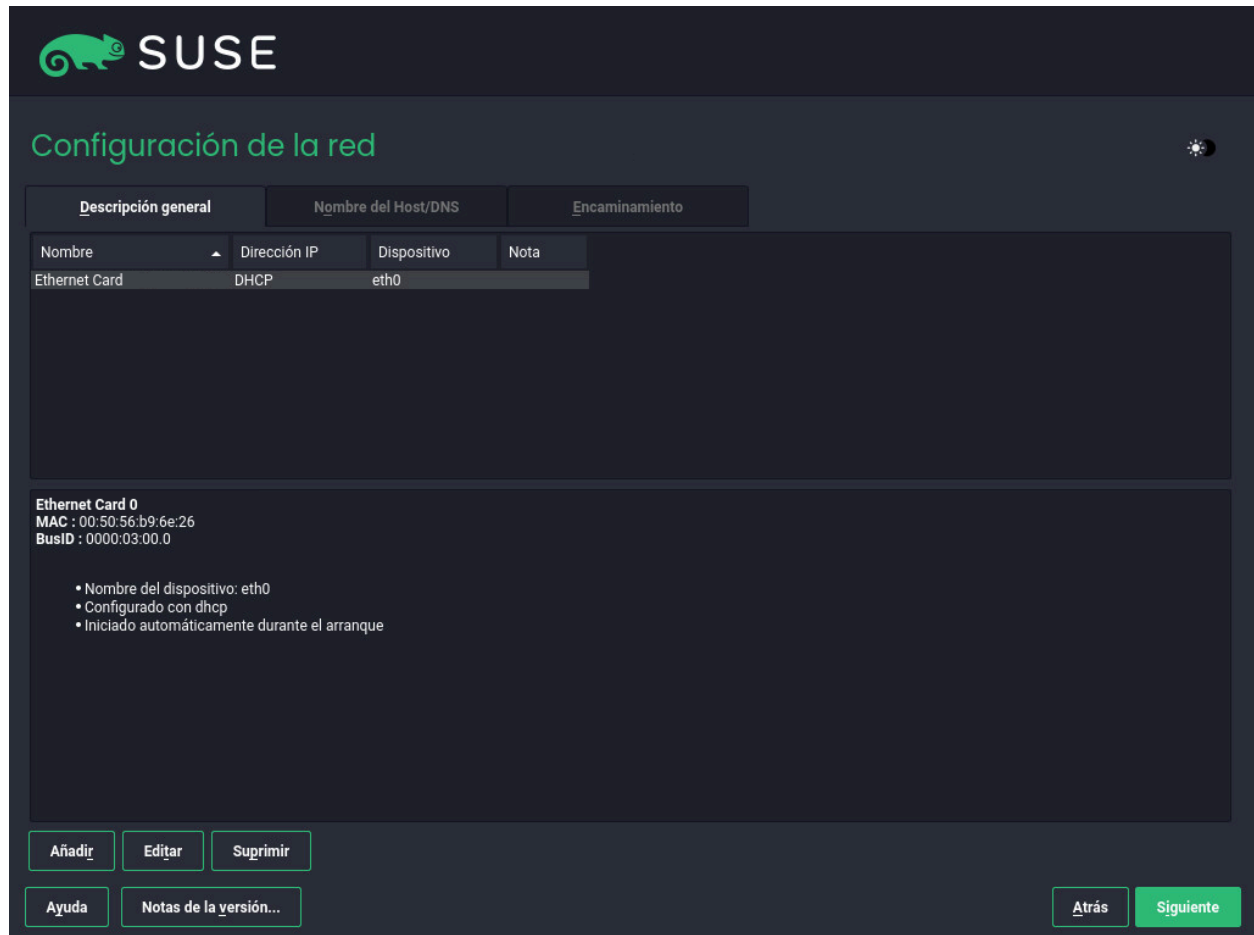 SUSE
Configuración de la red
Descripción general Nombre del Host/DNS Encaminamiento
Nombre Dirección IP Dispositivo Nota
Ethernet Card DHCP eth0
Ethernet Card 0
MAC : 00:50:56:b9:6e:26
BusID : 0000:03:00.0
• Nombre del dispositivo: eth0
• Configurado con dhcp
• Iniciado automáticamente durante el arranque
Añadir Editar Suprimir
Ayuda Notas de la versión... Atrás Siguiente